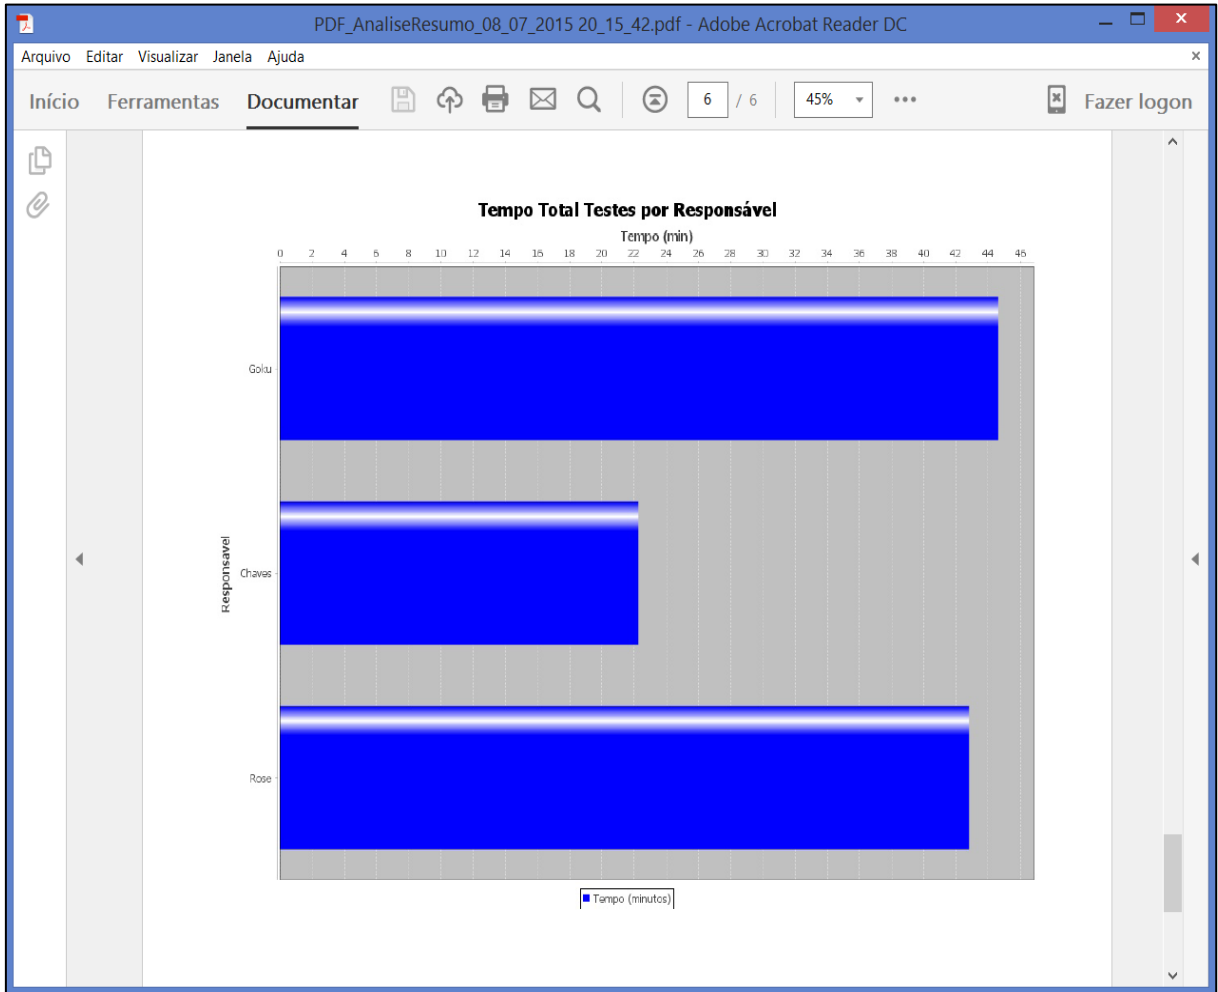 PDF_AnaliseResumo_08_07_2015 20_15_42.pdf - Adobe Acrobat Reader DC
Arquivo Editar Visualizar Janela Ajuda
Início Ferramentas Documentar 6 / 6 45% Fazer logon
Tempo Total Testes por Responsável
Tempo (min)
0 2 4 6 8 10 12 14 16 18 20 22 24 26 28 30 32 34 36 38 40 42 44 46
Goku
Responsavel
Chaves
Rose
Tempo (minutos)